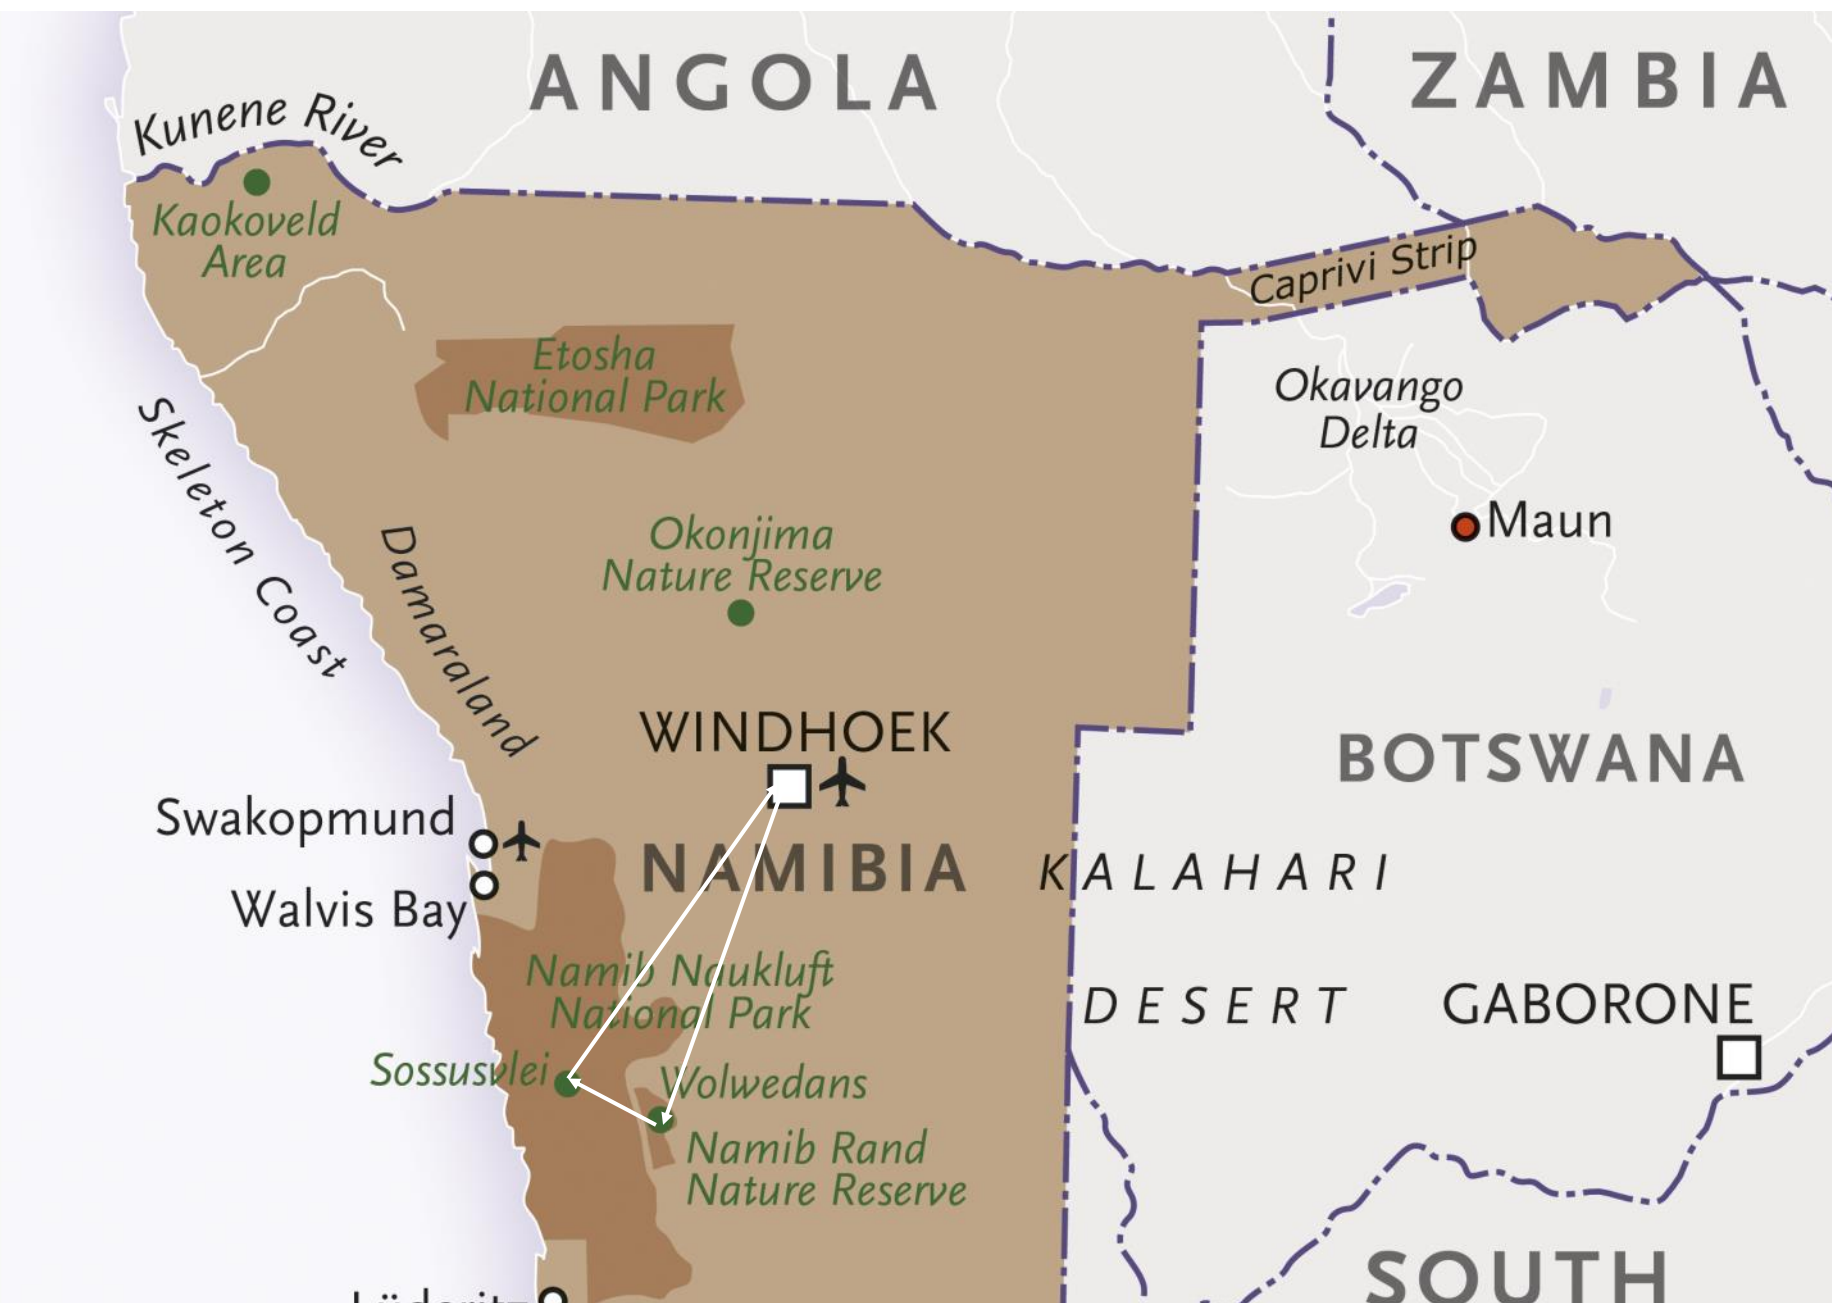 ANGOLA
ZAMBIA
Kunene River
Kaokoveld
Area
Caprivi Strip
Etosha
National Park
Okavango
Delta
Skeleton Coast
Maun
Damaraland
Okonjima
Nature Reserve
WINDHOEK
BOTSWANA
Swakopmund
NAMIBIA
KALAHARI
Walvis Bay
Namib Naukluft
National Park
DESERT
GABORONE
Sossusvlei
Wolwedans
Namib Rand
Nature Reserve
SOUTH
Lüderitz